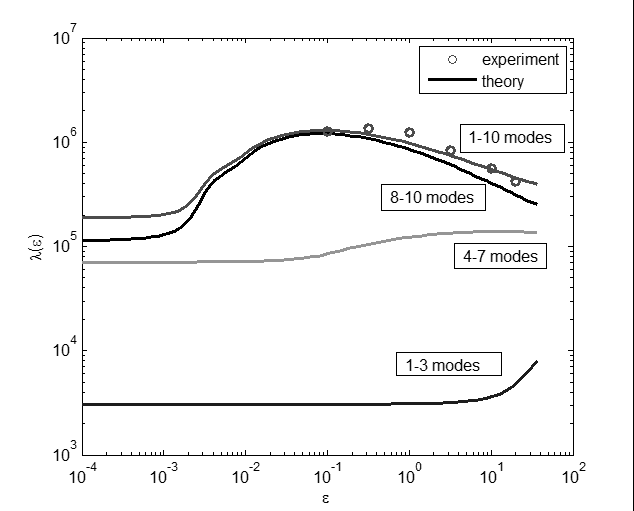 10^7
experiment
theory
10^6
1-10 modes
8-10 modes
λ(ε)
10^5
4-7 modes
10^4
1-3 modes
10^3
10^-4 10^-3 10^-2 10^-1 10^0 10^1 10^2
ε